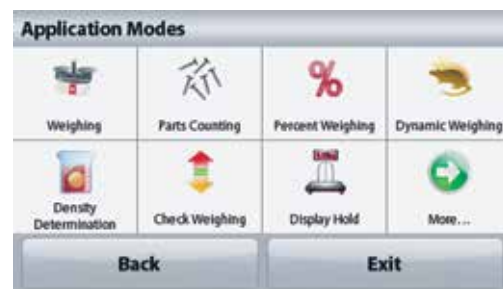 Application Modes
Weighing
Parts Counting
Percent Weighing
Dynamic Weighing
Density
Determination
Check Weighing
Display Hold
More...
Back
Exit